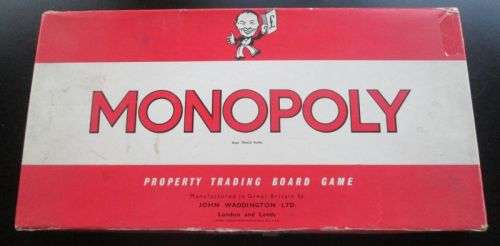 £
MONOPOLY
PROPERTY TRADING BOARD GAME
Manufactured in Great Britain by
JOHN WADDINGTON LTD.
London and Leeds